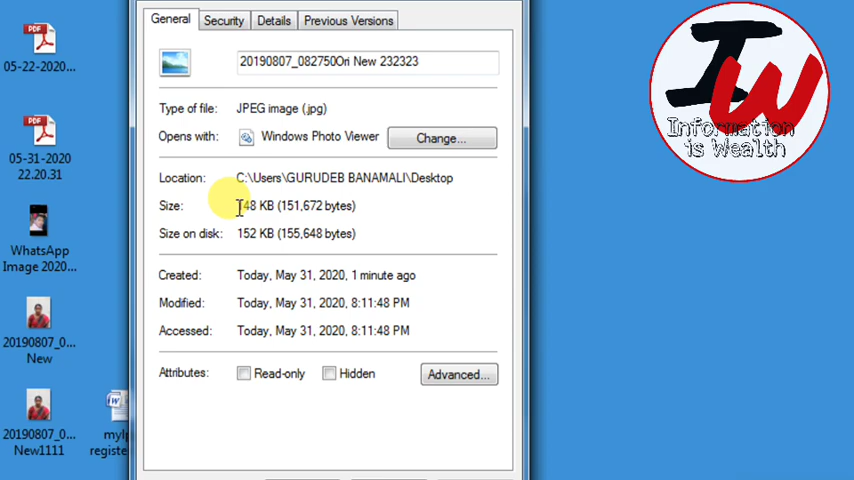 General
Security
Details
Previous Versions
20190807_082750Ori New 232323
Type of file: JPEG image (.jpg)
Opens with: Windows Photo Viewer
Change...
Location: C:\Users\GURUDEB BANAMALI\Desktop
Size: 148 KB (151,672 bytes)
Size on disk: 152 KB (155,648 bytes)
Created: Today, May 31, 2020, 1 minute ago
Modified: Today, May 31, 2020, 8:11:48 PM
Accessed: Today, May 31, 2020, 8:11:48 PM
Attributes: Read-only Hidden Advanced...
PDF
05-22-2020...
PDF
05-31-2020
22.20.31
WhatsApp
Image 2020...
20190807_0...
New
20190807_0...
New1111
IW
Information
is Wealth